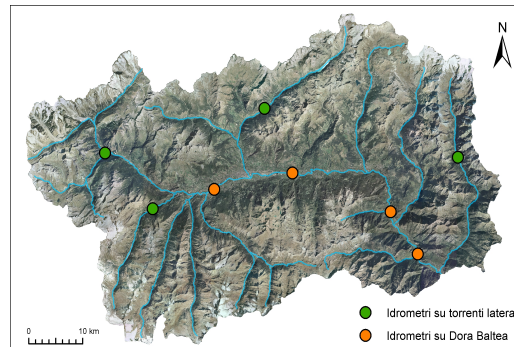 N
Idrometri su torrenti latera
Idrometri su Dora Baltea
0 10 km